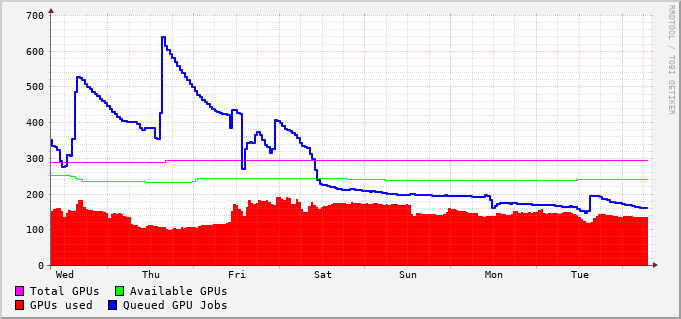 700
600
500
400
300
200
100
0
Wed Thu Fri Sat Sun Mon Tue
Total GPUs Available GPUs
GPUs used Queued GPU Jobs
RRDTOOL / TOBI OETIKER